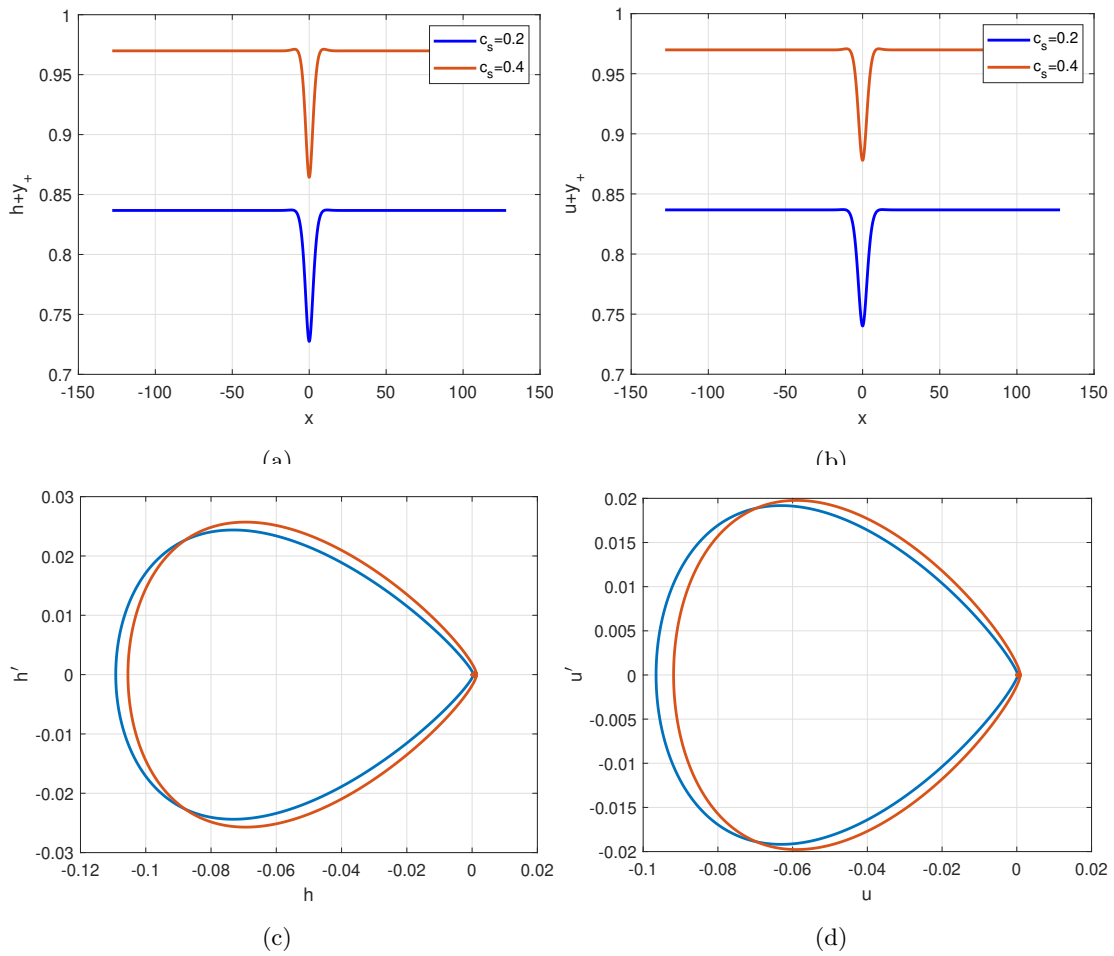 1
0.95
0.9
0.85
0.8
0.75
0.7
h+y+
-150 -100 -50 0 50 100 150
x
c_s=0.2
c_s=0.4
(a)
1
0.95
0.9
0.85
0.8
0.75
0.7
u+y+
-150 -100 -50 0 50 100 150
x
c_s=0.2
c_s=0.4
(b)
0.03
0.02
0.01
0
-0.01
-0.02
-0.03
h′
-0.12 -0.1 -0.08 -0.06 -0.04 -0.02 0 0.02
h
(c)
0.02
0.015
0.01
0.005
0
-0.005
-0.01
-0.015
-0.02
u′
-0.1 -0.08 -0.06 -0.04 -0.02 0 0.02
u
(d)